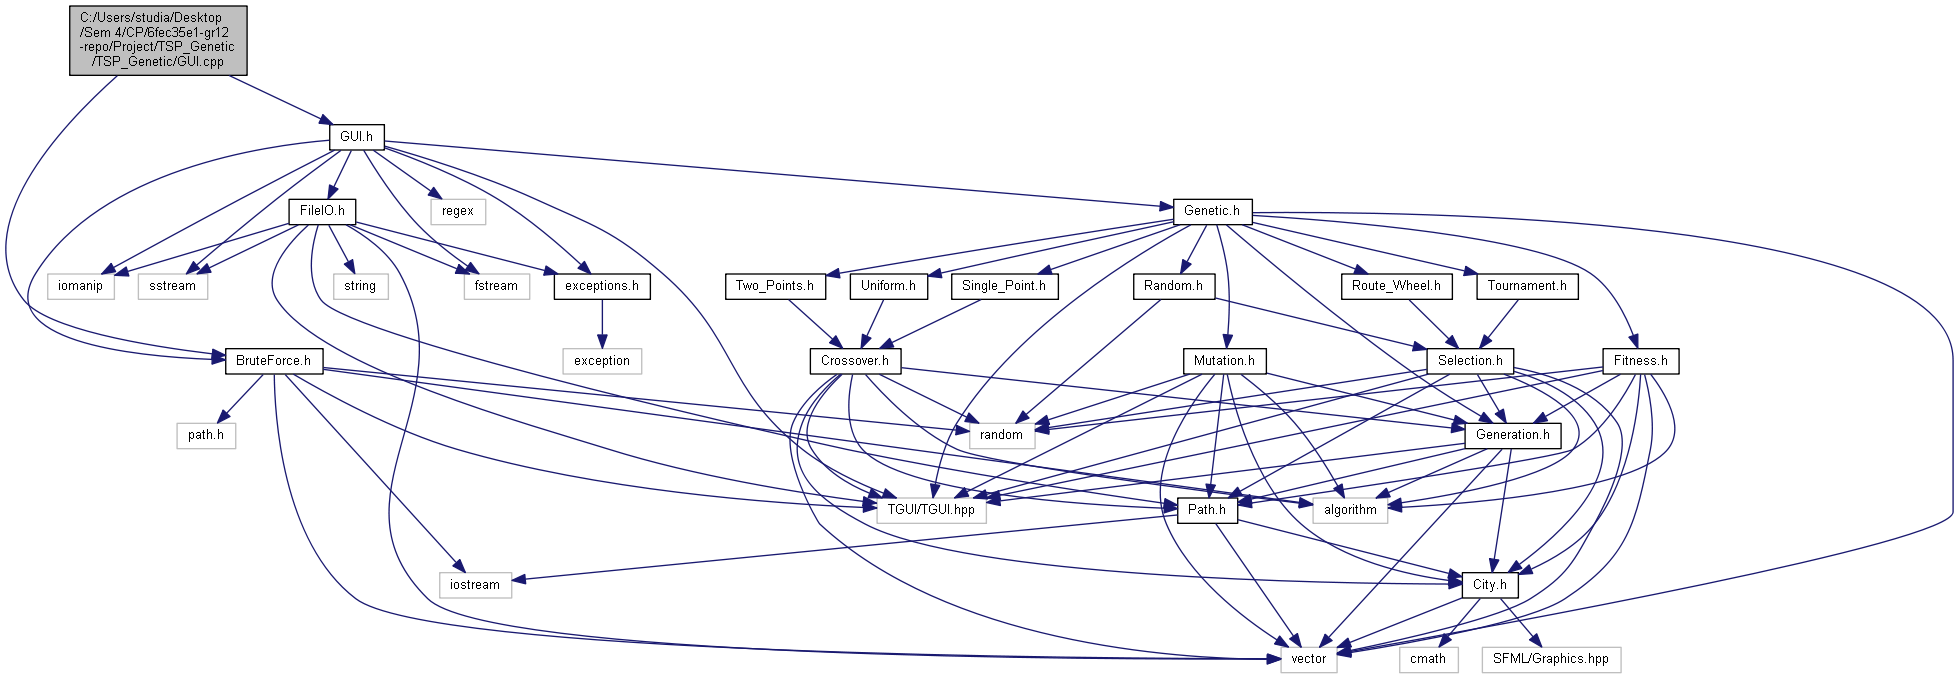 C:/Users/studia/Desktop
/Sem 4/CP/6fec35e1-gr12
-repo/Project/TSP_Genetic
/TSP_Genetic/GUI.cpp
GUI.h
FileIO.h
regex
Genetic.h
iomanip
sstream
string
fstream
exceptions.h
Two_Points.h
Uniform.h
Single_Point.h
Random.h
Route_Wheel.h
Tournament.h
BruteForce.h
exception
Crossover.h
Mutation.h
Selection.h
Fitness.h
path.h
random
Generation.h
TGUI/TGUI.hpp
Path.h
algorithm
iostream
City.h
vector
cmath
SFML/Graphics.hpp